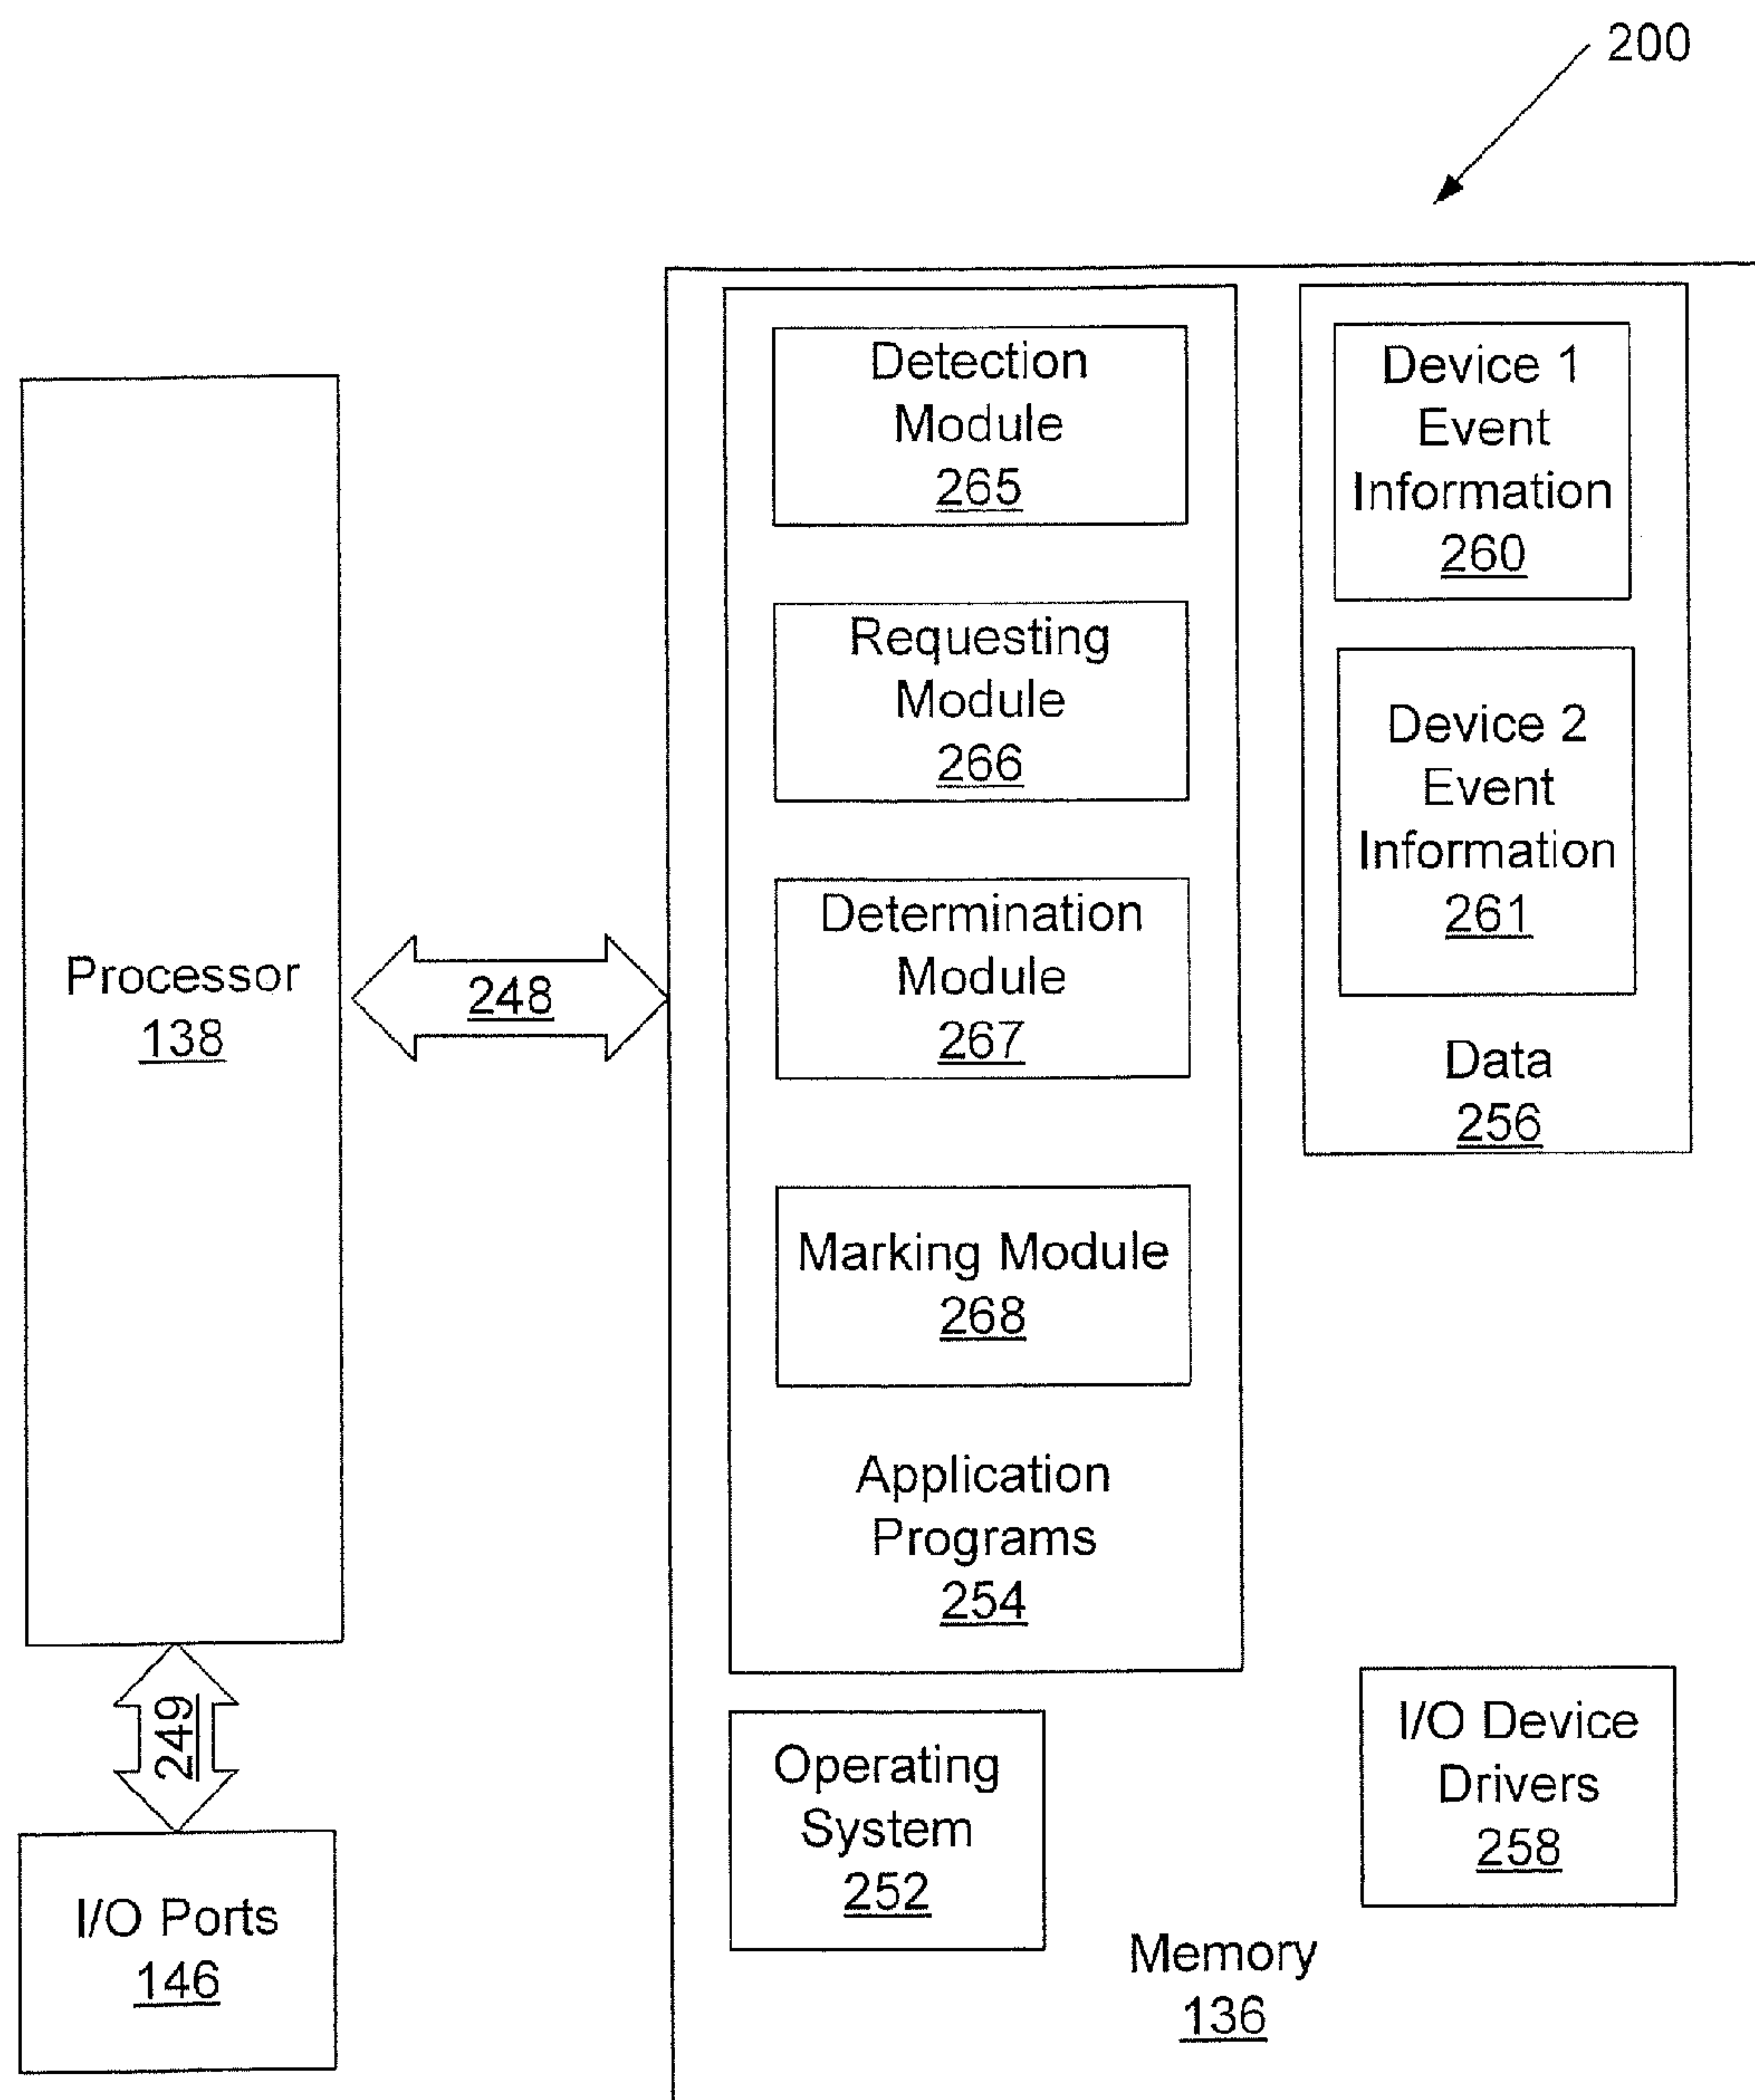 200
Detection
Module
265
Requesting
Module
266
Determination
Module
267
Marking Module
268
Application
Programs
254
Device 1
Event
Information
260
Device 2
Event
Information
261
Data
256
Processor
138
248
249
I/O Ports
146
Operating
System
252
I/O Device
Drivers
258
Memory
136